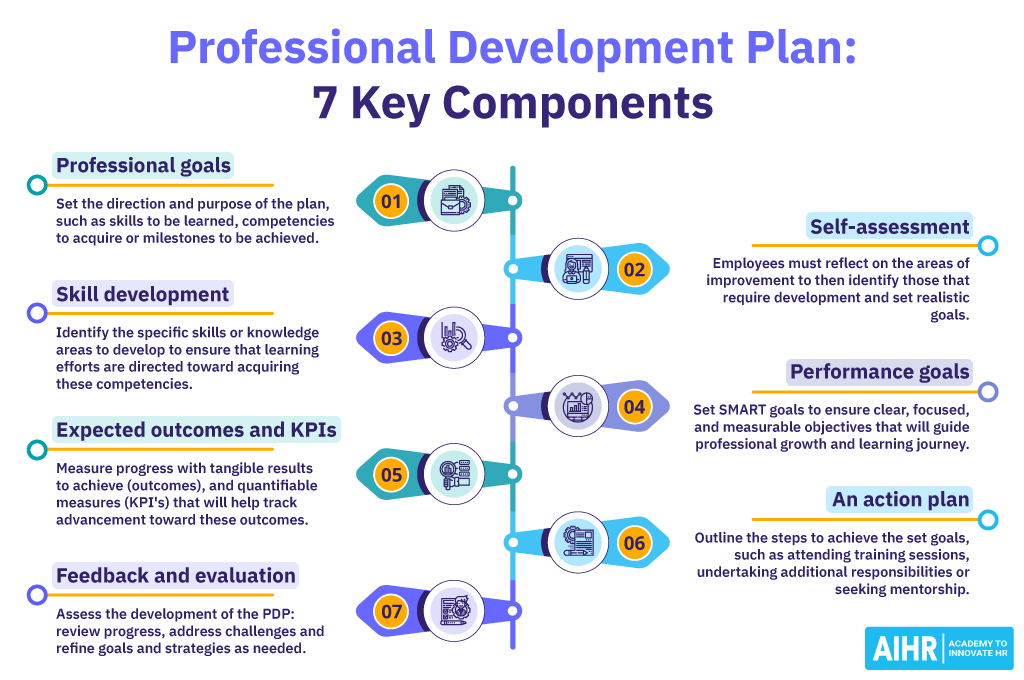 Professional Development Plan:
7 Key Components
Professional goals
Set the direction and purpose of the plan,
such as skills to be learned, competencies
to acquire or milestones to be achieved.
01
Self-assessment
Employees must reflect on the areas of
improvement to then identify those that
require development and set realistic
goals.
02
Skill development
Identify the specific skills or knowledge
areas to develop to ensure that learning
efforts are directed toward acquiring
these competencies.
03
Performance goals
Set SMART goals to ensure clear, focused,
and measurable objectives that will guide
professional growth and learning journey.
04
Expected outcomes and KPIs
Measure progress with tangible results
to achieve (outcomes), and quantifiable
measures (KPI's) that will help track
advancement toward these outcomes.
05
An action plan
Outline the steps to achieve the set goals,
such as attending training sessions,
undertaking additional responsibilities or
seeking mentorship.
06
Feedback and evaluation
Assess the development of the PDP:
review progress, address challenges and
refine goals and strategies as needed.
07
AIHR
ACADEMY TO
INNOVATE HR